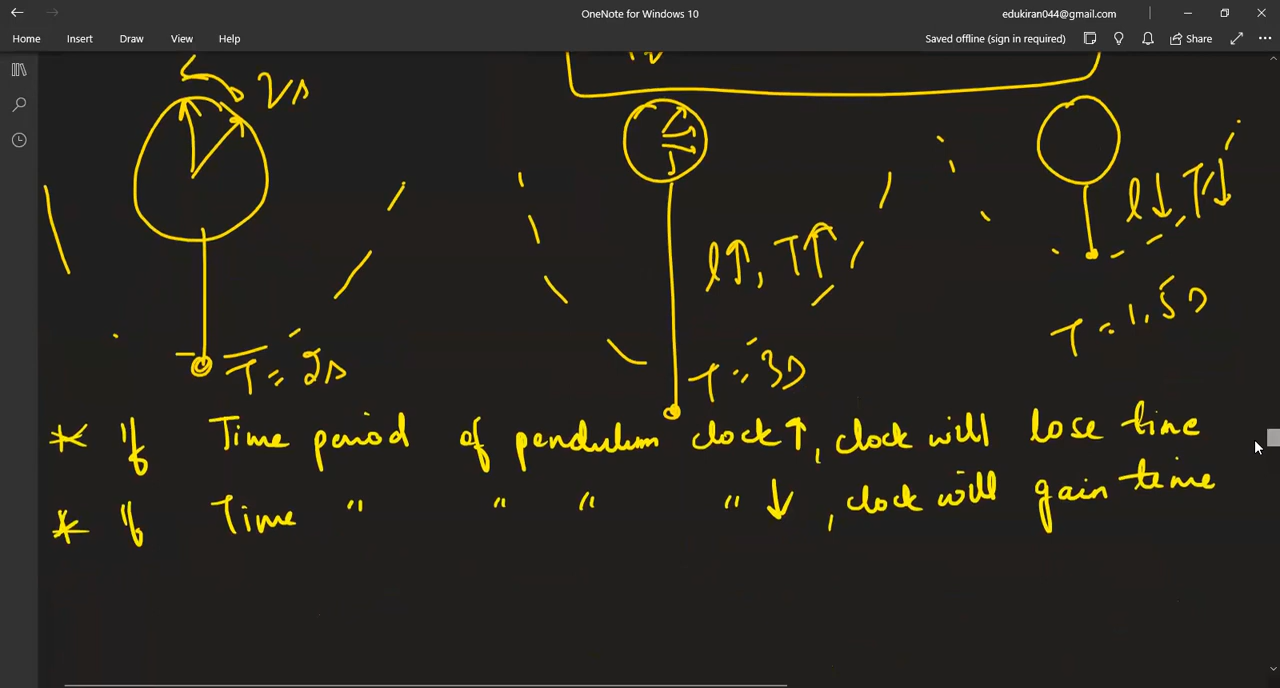 OneNote for Windows 10
edukiran044@gmail.com
Home Insert Draw View Help
Saved offline (sign in required) Share
2s
l↑, T↑
l↓, T↓
T = 2s
T = 3s
T = 1.5s
* If Time period of pendulum clock ↑, clock will lose time
* If Time " " " " ↓, clock will gain time